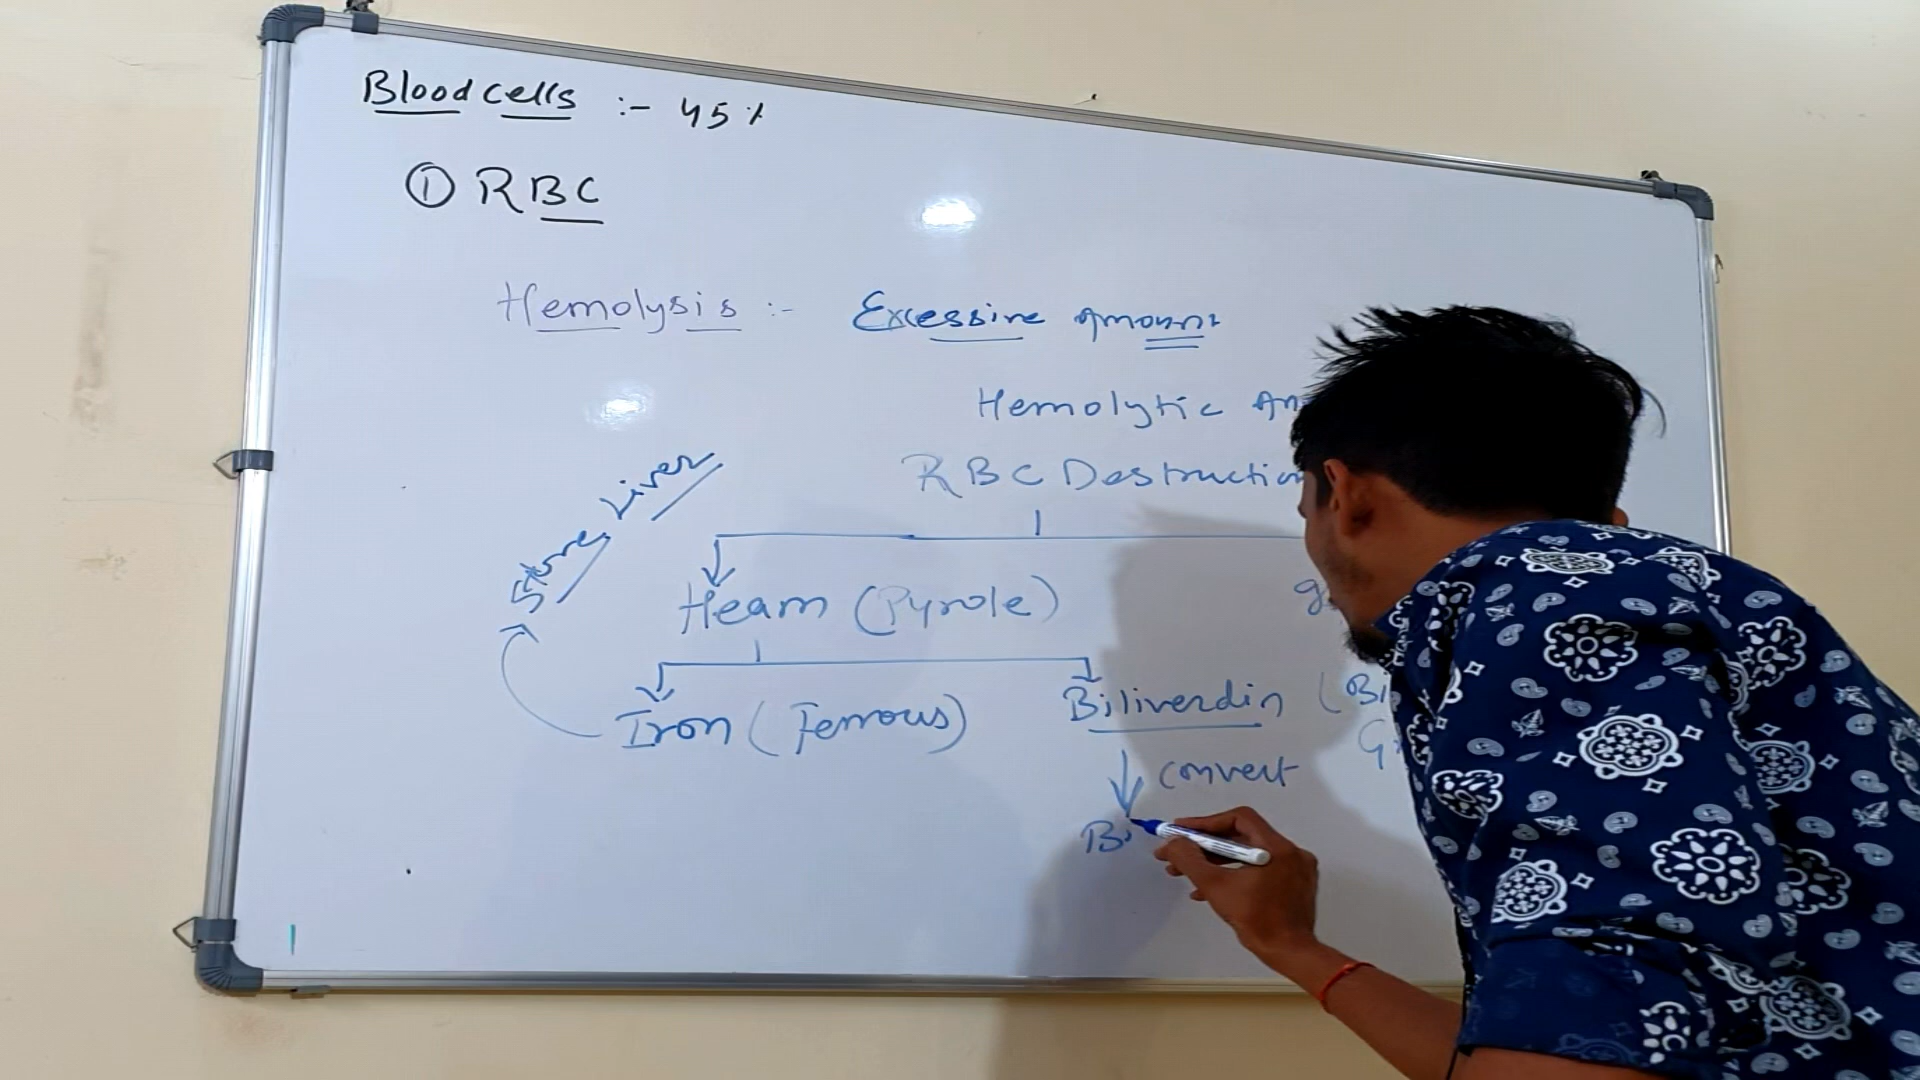 Blood cells :- 45%
① RBC
Hemolysis :- Excessive Amount
Hemolytic
RBC Destruction
Store Liver
Heam (Pyrole)
Iron (Ferrous)
Biliverdin (
convert